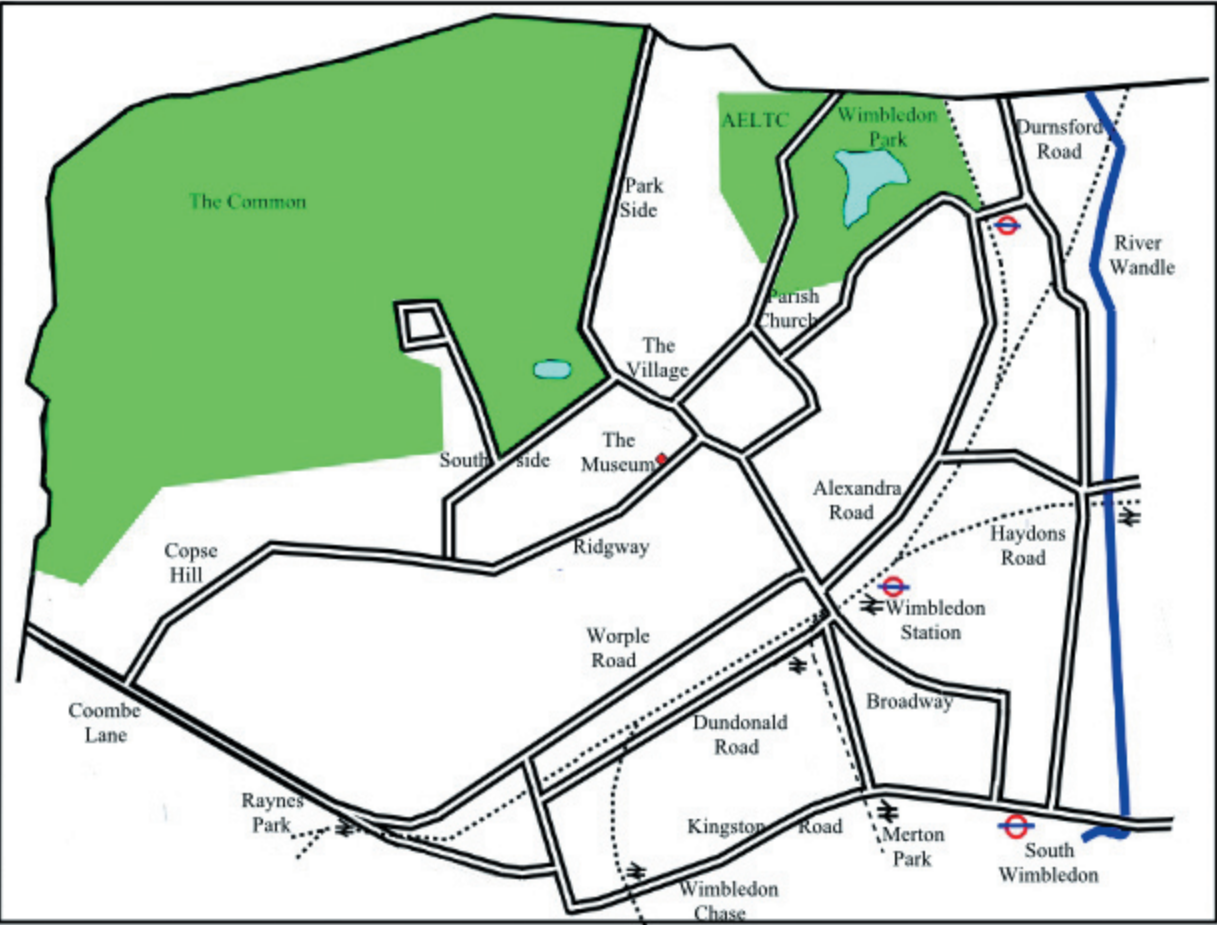 AELTC
Wimbledon
Park
Durnsford
Road
The Common
Park
Side
River
Wandle
Parish
Church
The
Village
The
Museum
South side
Alexandra
Road
Haydons
Road
Ridgway
Copse
Hill
Wimbledon
Station
Worple
Road
Broadway
Coombe
Lane
Dundonald
Road
Raynes
Park
Kingston Road
Merton
Park
South
Wimbledon
Wimbledon
Chase